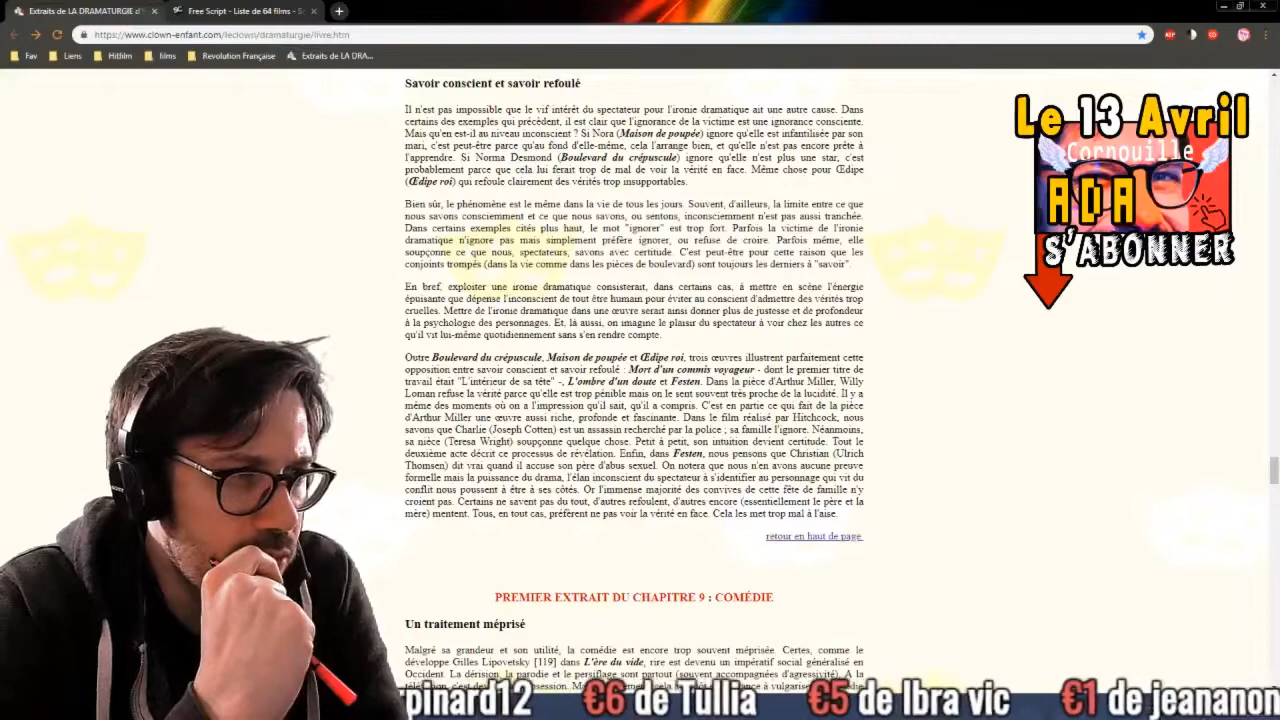 Extraits de LA DRAMATURGIE d
Free Script - Liste de 64 films - Sc
https://www.clown-enfant.com/leclown/dramaturgie/livre.htm
Fav Liens Hitfilm films Revolution Française Extraits de LA DRA...
Savoir conscient et savoir refoulé
Il n'est pas impossible que le vif intérêt du spectateur pour l'ironie dramatique ait une autre cause. Dans
certains des exemples qui précèdent, il est clair que l'ignorance de la victime est une ignorance consciente.
Mais qu'en est-il au niveau inconscient ? Si Nora (Maison de poupée) ignore qu'elle est infantilisée par son
mari, c'est peut-être parce qu'au fond d'elle-même, cela l'arrange bien, et qu'elle n'est pas encore prête à
l'apprendre. Si Norma Desmond (Boulevard du crépuscule) ignore qu'elle n'est plus une star, c'est
probablement parce que cela lui ferait trop de mal de voir la vérité en face. Même chose pour Œdipe
(Œdipe roi) qui refoule clairement des vérités trop insupportables.
Bien sûr, le phénomène est le même dans la vie de tous les jours. Souvent, d'ailleurs, la limite entre ce que
nous savons consciemment et ce que nous savons, ou sentons, inconsciemment n'est pas aussi tranchée.
Dans certains exemples cités plus haut, le mot "ignorer" est trop fort. Parfois la victime de l'ironie
dramatique n'ignore pas mais simplement préfère ignorer, ou refuse de croire. Parfois même, elle
soupçonne ce que nous, spectateurs, savons avec certitude. C'est peut-être pour cette raison que les
conjoints trompés (dans la vie comme dans les pièces de boulevard) sont toujours les derniers à "savoir".
En bref, exploiter une ironie dramatique consisterait, dans certains cas, à mettre en scène l'énergie
épuisante que dépense l'inconscient de tout être humain pour éviter au conscient d'admettre des vérités trop
cruelles. Mettre de l'ironie dramatique dans une œuvre serait ainsi donner plus de justesse et de profondeur
à la psychologie des personnages. Et, là aussi, on imagine le plaisir du spectateur à voir chez les autres ce
qu'il vit lui-même quotidiennement sans s'en rendre compte.
Outre Boulevard du crépuscule, Maison de poupée et Œdipe roi, trois œuvres illustrent parfaitement cette
opposition entre savoir conscient et savoir refoulé : Mort d'un commis voyageur - dont le premier titre de
travail était "L'intérieur de sa tête" -, L'ombre d'un doute et Festen. Dans la pièce d'Arthur Miller, Willy
Loman refuse la vérité parce qu'elle est trop pénible mais on le sent souvent très proche de la lucidité. Il y a
même des moments où on a l'impression qu'il sait, qu'il a compris. C'est en partie ce qui fait de la pièce
d'Arthur Miller une œuvre aussi riche, profonde et fascinante. Dans le film réalisé par Hitchcock, nous
savons que Charlie (Joseph Cotten) est un assassin recherché par la police ; sa famille l'ignore. Néanmoins,
sa nièce (Teresa Wright) soupçonne quelque chose. Petit à petit, son intuition devient certitude. Tout le
deuxième acte décrit ce processus de révélation. Enfin, dans Festen, nous pensons que Christian (Ulrich
Thomsen) dit vrai quand il accuse son père d'abus sexuel. On notera que nous n'en avons aucune preuve
formelle mais la puissance du drama, l'élan inconscient du spectateur à s'identifier au personnage qui vit du
conflit nous poussent à être à ses côtés. Or l'immense majorité des convives de cette fête de famille n'y
croient pas. Certains ne savent pas du tout, d'autres refoulent, d'autres encore (essentiellement le père et la
mère) mentent. Tous, en tout cas, préfèrent ne pas voir la vérité en face. Cela les met trop mal à l'aise.
retour en haut de page
PREMIER EXTRAIT DU CHAPITRE 9 : COMÉDIE
Un traitement méprisé
Malgré sa grandeur et son utilité, la comédie est encore trop souvent méprisée. Certes, comme le
développe Gilles Lipovetsky [119] dans L'ère du vide, rire est devenu un impératif social généralisé en
Occident. La dérision, la parodie et le persiflage sont partout (souvent accompagnées d'agressivité). A la
Le 13 Avril
Cornouille
ADA
S'ABONNER
pinard12 €6 de Tullia €5 de Ibra vic €1 de jeananon